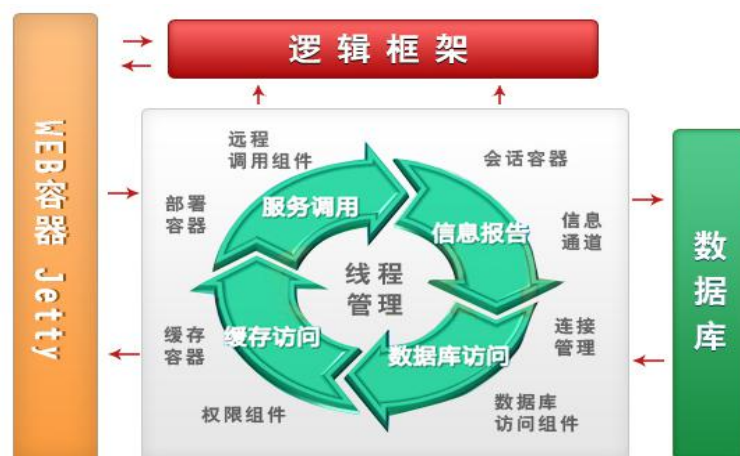 逻辑框架
WEB容器 Jetty
远程
调用组件
会话容器
部署
容器
服务调用
信息报告
信息
通道
线程
管理
数据库
缓存
容器
缓存访问
数据库访问
连接
管理
权限组件
数据库
访问组件